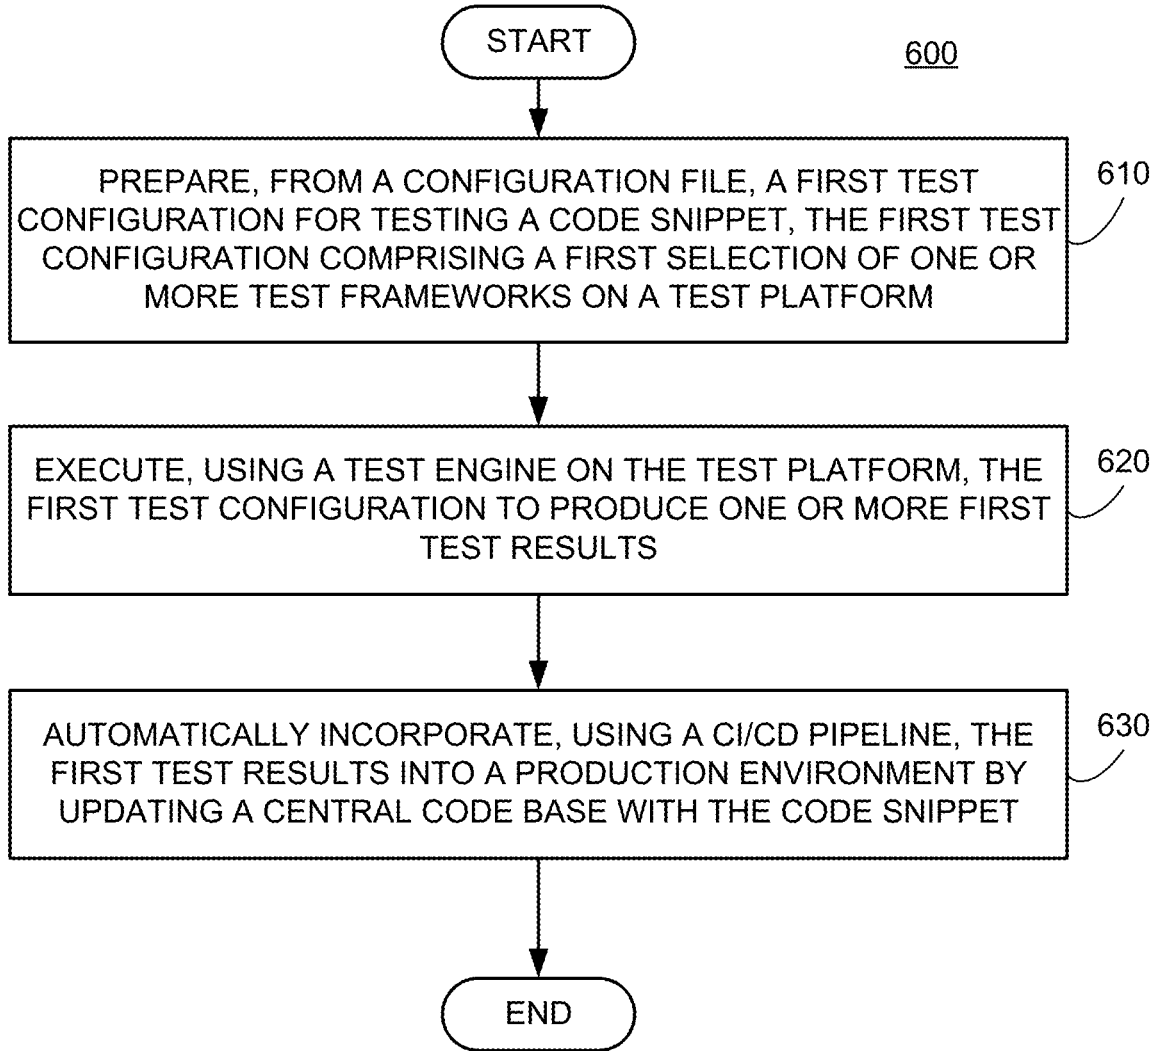 START
600
PREPARE, FROM A CONFIGURATION FILE, A FIRST TEST
CONFIGURATION FOR TESTING A CODE SNIPPET, THE FIRST TEST
CONFIGURATION COMPRISING A FIRST SELECTION OF ONE OR
MORE TEST FRAMEWORKS ON A TEST PLATFORM
610
EXECUTE, USING A TEST ENGINE ON THE TEST PLATFORM, THE
FIRST TEST CONFIGURATION TO PRODUCE ONE OR MORE FIRST
TEST RESULTS
620
AUTOMATICALLY INCORPORATE, USING A CI/CD PIPELINE, THE
FIRST TEST RESULTS INTO A PRODUCTION ENVIRONMENT BY
UPDATING A CENTRAL CODE BASE WITH THE CODE SNIPPET
630
END